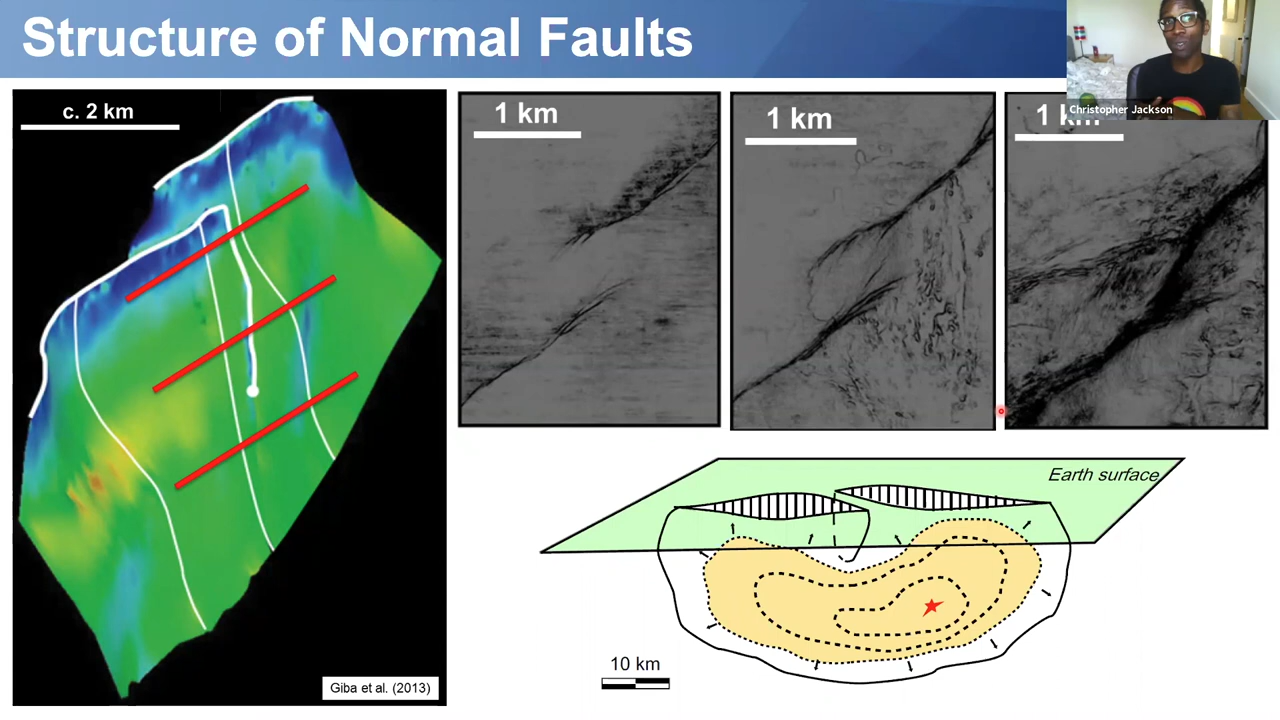 Structure of Normal Faults
Christopher Jackson
c. 2 km
1 km
1 km
1 km
Earth surface
10 km
Giba et al. (2013)